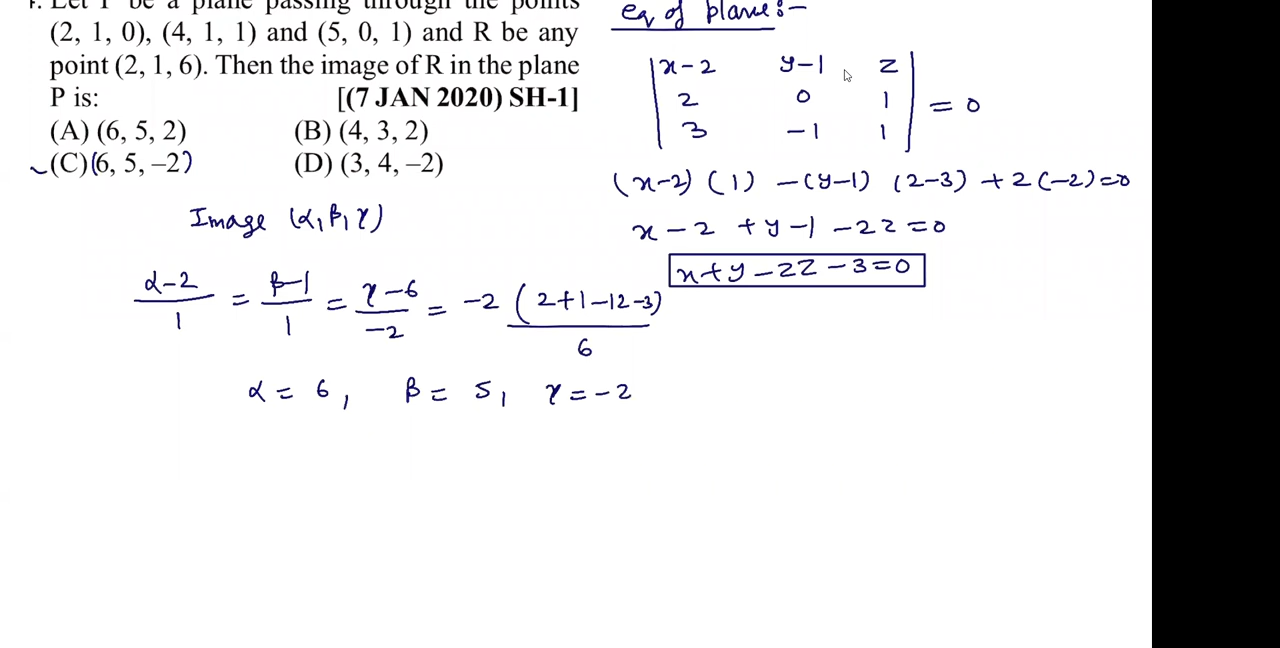 1. Let P be a plane passing through the points
(2, 1, 0), (4, 1, 1) and (5, 0, 1) and R be any
point (2, 1, 6). Then the image of R in the plane
P is: [(7 JAN 2020) SH-1]
(A) (6, 5, 2) (B) (4, 3, 2)
(C) (6, 5, –2) (D) (3, 4, –2)
Image (α, β, γ)
α-2/1 = β-1/1 = γ-6/-2 = -2 (2+1-12-3)/6
α = 6, β = 5, γ = -2
eq of plane:-
|x-2 y-1 z|
|2 0 1| = 0
|3 -1 1|
(x-2) (1) -(y-1) (2-3) + z(-2)=0
x-2 +y-1 -2z=0
x+y-2z-3=0